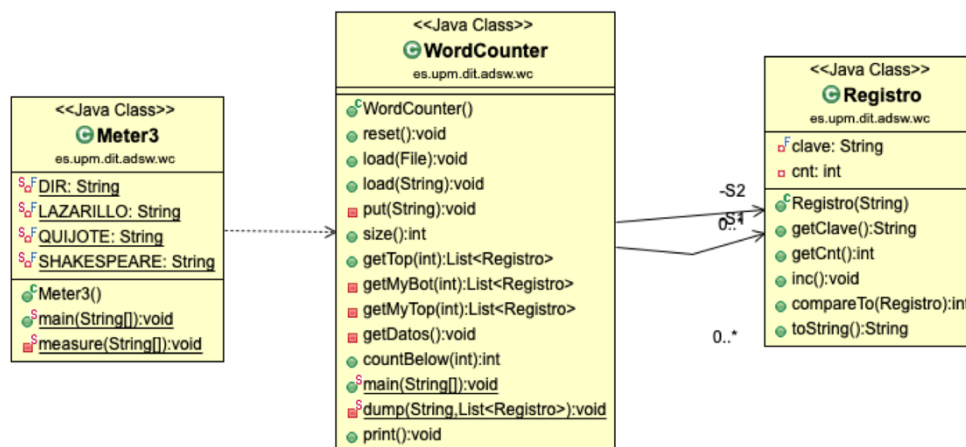 <<Java Class>>
Meter3
es.upm.dit.adsw.wc
DIR: String
LAZARILLO: String
QUIJOTE: String
SHAKESPEARE: String
Meter3()
main(String[]):void
measure(String[]):void
<<Java Class>>
WordCounter
es.upm.dit.adsw.wc
WordCounter()
reset():void
load(File):void
load(String):void
put(String):void
size():int
getTop(int):List<Registro>
getMyBot(int):List<Registro>
getMyTop(int):List<Registro>
getDatos():void
countBelow(int):int
main(String[]):void
dump(String,List<Registro>):void
print():void
-S2
-S1
0..*
0..*
<<Java Class>>
Registro
es.upm.dit.adsw.wc
clave: String
cnt: int
Registro(String)
getClave():String
getCnt():int
inc():void
compareTo(Registro):int
toString():String